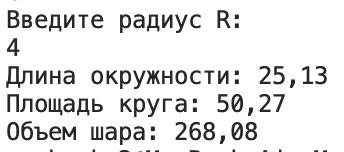 Введите радиус R:
4
Длина окружности: 25,13
Площадь круга: 50,27
Объем шара: 268,08